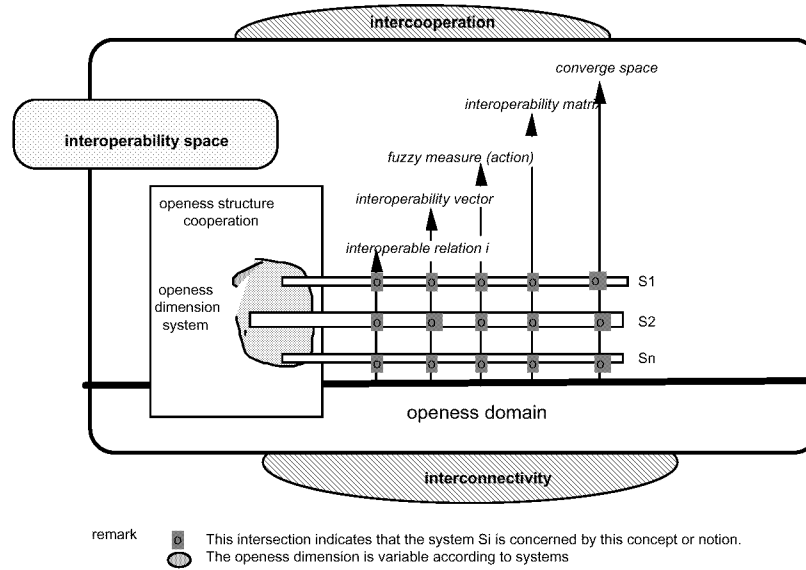 intercooperation
converge space
interoperability matrix
interoperability space
fuzzy measure (action)
openess structure
cooperation
interoperability vector
interoperable relation i
openess
dimension
system
o o o o o S1
o o o o o S2
o o o o o Sn
openess domain
interconnectivity
remark
o This intersection indicates that the system Si is concerned by this concept or notion.
The openess dimension is variable according to systems